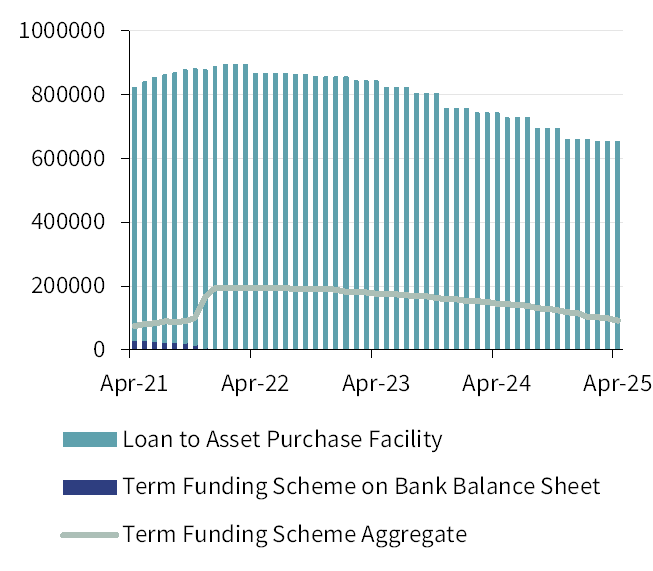 1000000
800000
600000
400000
200000
0
Apr-21 Apr-22 Apr-23 Apr-24 Apr-25
Loan to Asset Purchase Facility
Term Funding Scheme on Bank Balance Sheet
Term Funding Scheme Aggregate